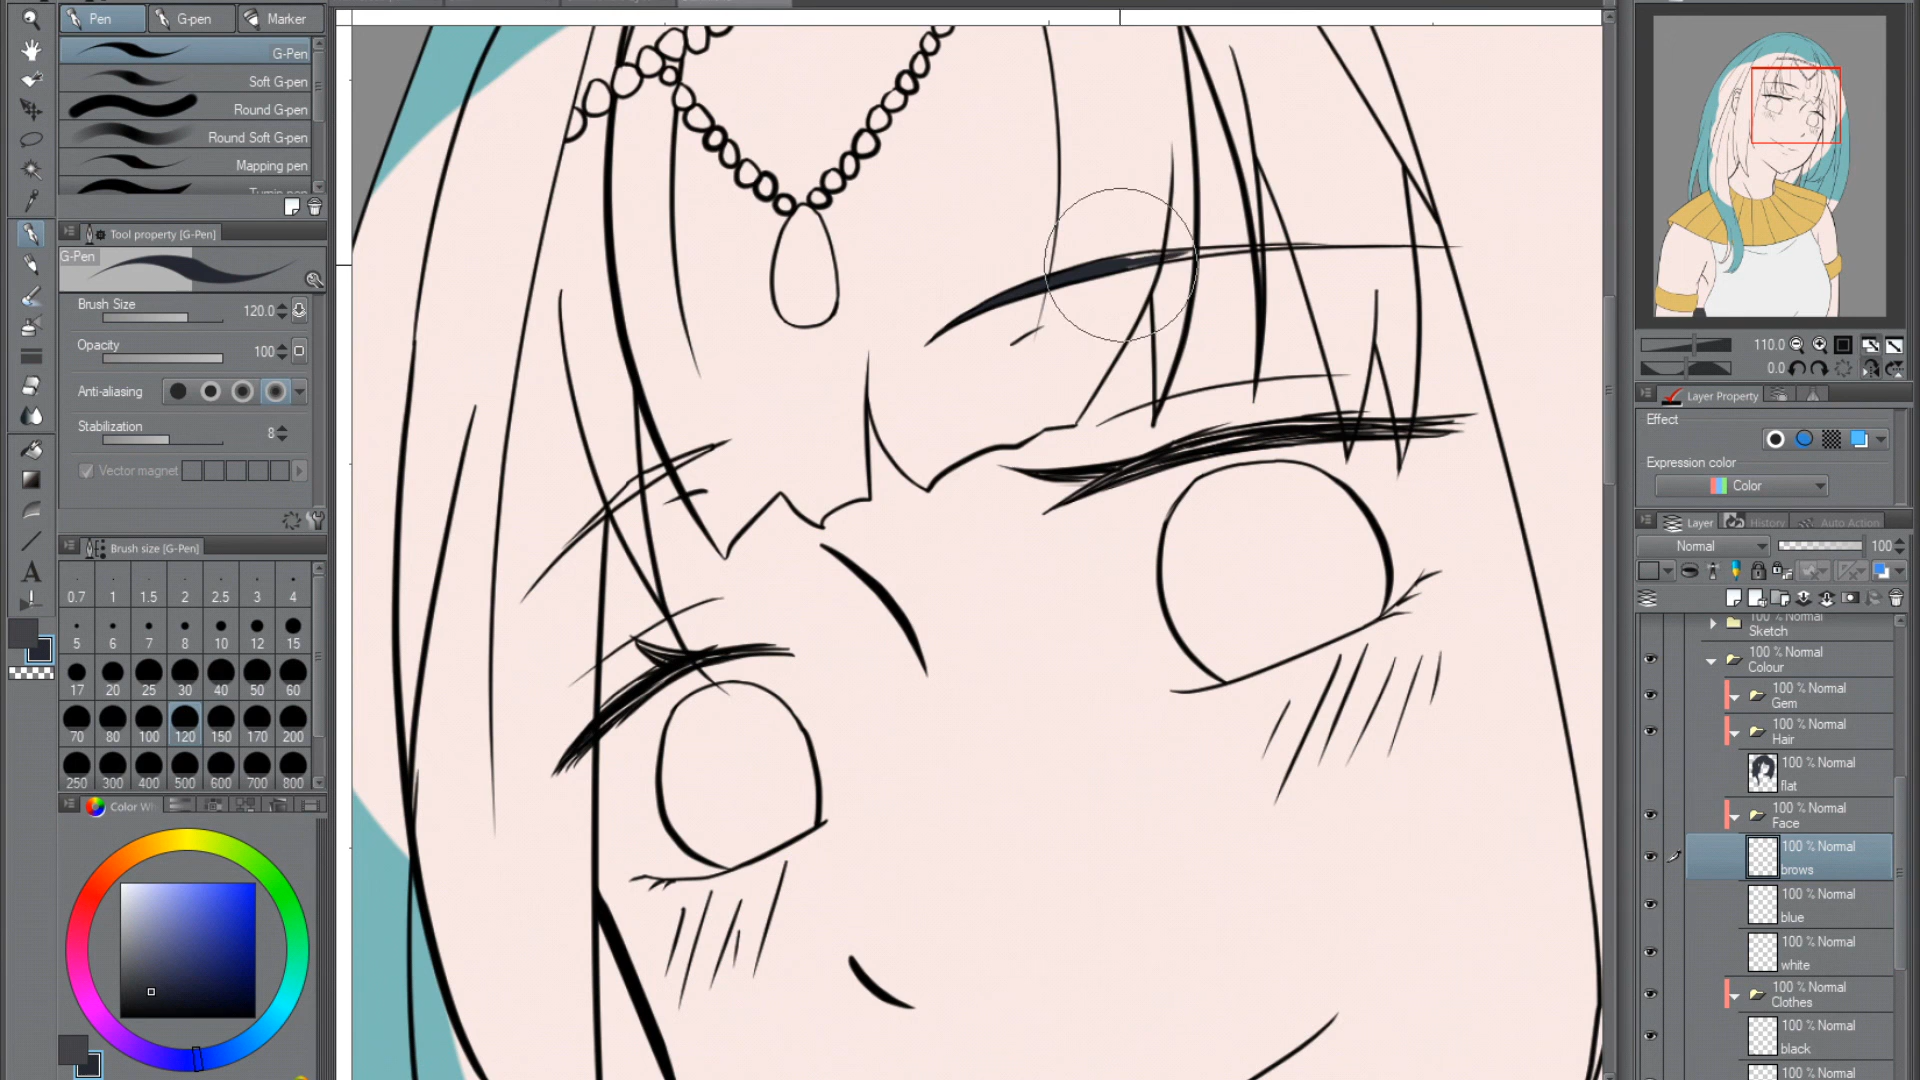 Pen
G-pen
Marker
G-Pen
Soft G-pen
Round G-pen
Round Soft G-pen
Mapping pen
Turnip pen
Tool property [G-Pen]
G-Pen
Brush Size
120.0
Opacity
100
Anti-aliasing
Stabilization
8
Vector magnet
Brush size [G-Pen]
0.7 1 1.5 2 2.5 3 4
5 6 7 8 10 12 15
17 20 25 30 40 50 60
70 80 100 120 150 170 200
250 300 400 500 600 700 800
Color W
A
110.0
0.0
Layer Property
Effect
Expression color
Color
Layer
History
Auto Action
Normal
100
100 % Normal
Sketch
100 % Normal
Colour
100 % Normal
Gem
100 % Normal
Hair
100 % Normal
flat
100 % Normal
Face
100 % Normal
brows
100 % Normal
blue
100 % Normal
white
100 % Normal
Clothes
100 % Normal
black
100 % Normal